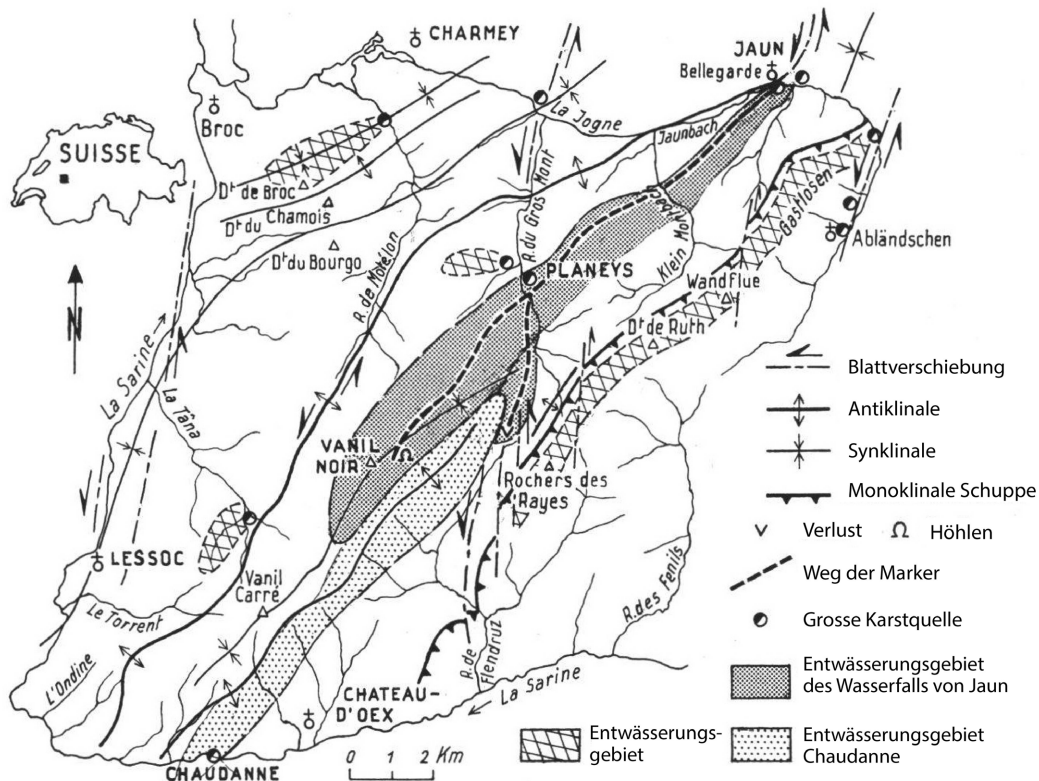 CHARMEY
JAUN
Bellegarde
Broc
La Jogne
Jaunbach
SUISSE
Dt de Broc
Dt du Chamois
Dt du Bourgo
R. de Motélon
R. du Gros Mont
Gastlosen
Abländschen
PLANEYS
Klein Mont
Wandflue
Dt de Ruth
N
La Sarine
La Tâna
VANIL
NOIR
Ω
Rochers des
Rayes
LESSOC
Vanil
Carré
Le Torrent
L'Ondine
R. de
Flendruz
R. des Fenils
CHATEAU-
D'OEX
La Sarine
CHAUDANNE
0 1 2 Km
Blattverschiebung
Antiklinale
Synklinale
Monoklinale Schuppe
Verlust
Ω Höhlen
Weg der Marker
Grosse Karstquelle
Entwässerungsgebiet
des Wasserfalls von Jaun
Entwässerungs-
gebiet
Entwässerungsgebiet
Chaudanne